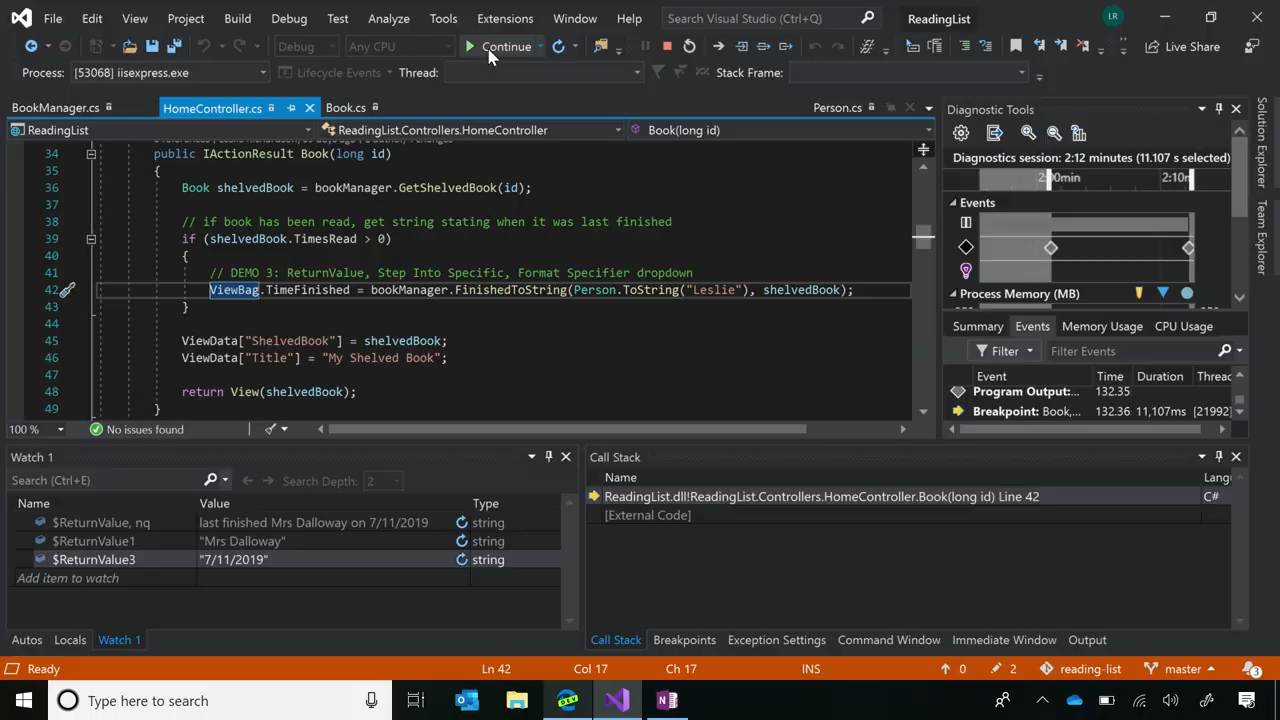 File Edit View Project Build Debug Test Analyze Tools Extensions Window Help Search Visual Studio (Ctrl+Q) ReadingList LR
Debug Any CPU Continue Live Share
Process: [53068] iisexpress.exe Lifecycle Events Thread: Stack Frame:
BookManager.cs HomeController.cs Book.cs Person.cs
ReadingList ReadingList.Controllers.HomeController Book(long id)
34 public IActionResult Book(long id)
35 {
36 Book shelvedBook = bookManager.GetShelvedBook(id);
37
38 // if book has been read, get string stating when it was last finished
39 if (shelvedBook.TimesRead > 0)
40 {
41 // DEMO 3: ReturnValue, Step Into Specific, Format Specifier dropdown
42 ViewBag.TimeFinished = bookManager.FinishedToString(Person.ToString("Leslie"), shelvedBook);
43 }
44
45 ViewData["ShelvedBook"] = shelvedBook;
46 ViewData["Title"] = "My Shelved Book";
47
48 return View(shelvedBook);
49 }
100 % No issues found
Diagnostic Tools
Diagnostics session: 2:12 minutes (11.107 s selected)
2:00min 2:10m
Events
Process Memory (MB)
Summary Events Memory Usage CPU Usage
Filter Filter Events
Event Time Duration Thread
Program Output:... 132.35
Breakpoint: Book,... 132.36 11,107ms [21992]
Solution Explorer
Team Explorer
Watch 1
Search (Ctrl+E) Search Depth: 2
Name Value Type
$ReturnValue, nq last finished Mrs Dalloway on 7/11/2019 string
$ReturnValue1 "Mrs Dalloway" string
$ReturnValue3 "7/11/2019" string
Add item to watch
Autos Locals Watch 1
Call Stack
Name Lang
ReadingList.dll!ReadingList.Controllers.HomeController.Book(long id) Line 42 C#
[External Code]
Call Stack Breakpoints Exception Settings Command Window Immediate Window Output
Ready Ln 42 Col 17 Ch 17 INS 0 2 reading-list master 3
Type here to search